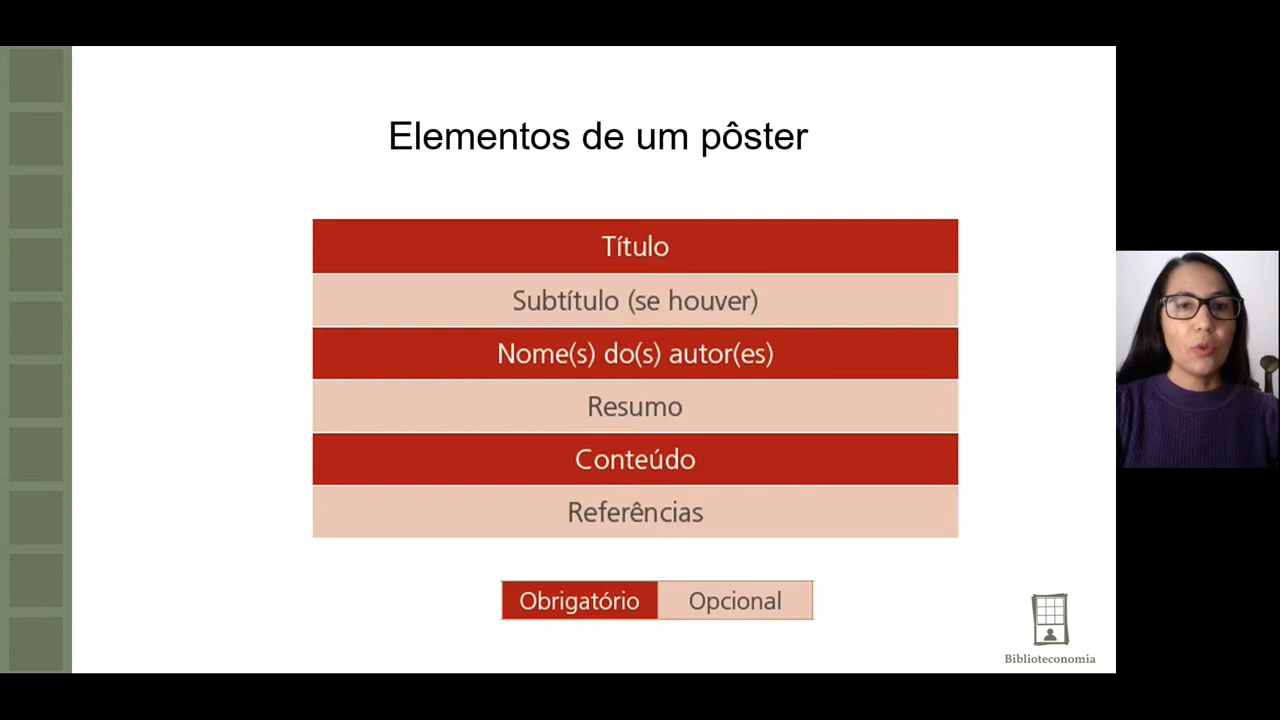 Elementos de um pôster
Título
Subtítulo (se houver)
Nome(s) do(s) autor(es)
Resumo
Conteúdo
Referências
Obrigatório Opcional
Biblioteconomia